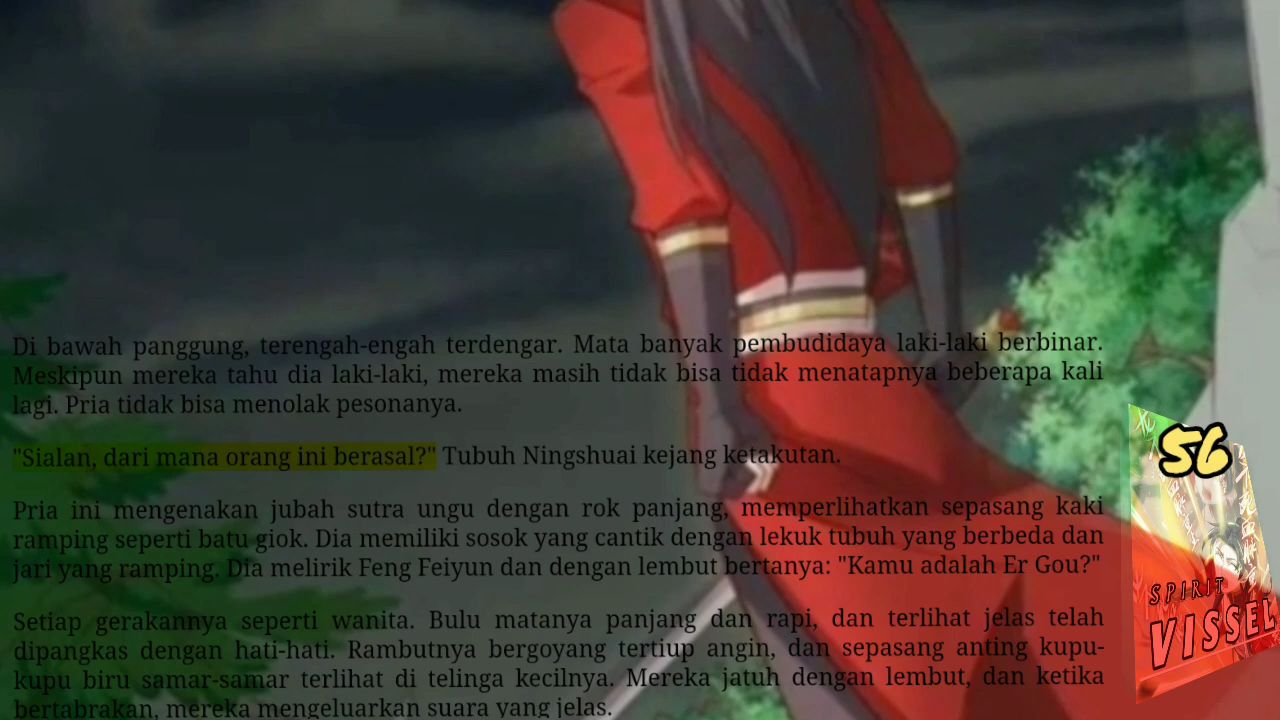 Di bawah panggung, terengah-engah terdengar. Mata banyak pembudidaya laki-laki berbinar.
Meskipun mereka tahu dia laki-laki, mereka masih tidak bisa tidak menatapnya beberapa kali
lagi. Pria tidak bisa menolak pesonanya.
"Sialan, dari mana orang ini berasal?" Tubuh Ningshuai kejang ketakutan.
Pria ini mengenakan jubah sutra ungu dengan rok panjang, memperlihatkan sepasang kaki
ramping seperti batu giok. Dia memiliki sosok yang cantik dengan lekuk tubuh yang berbeda dan
jari yang ramping. Dia melirik Feng Feiyun dan dengan lembut bertanya: "Kamu adalah Er Gou?"
Setiap gerakannya seperti wanita. Bulu matanya panjang dan rapi, dan terlihat jelas telah
dipangkas dengan hati-hati. Rambutnya bergoyang tertiup angin, dan sepasang anting kupu-
kupu biru samar-samar terlihat di telinga kecilnya. Mereka jatuh dengan lembut, dan ketika
bertabrakan, mereka mengeluarkan suara yang jelas.
56
SPIRIT
VISSEL